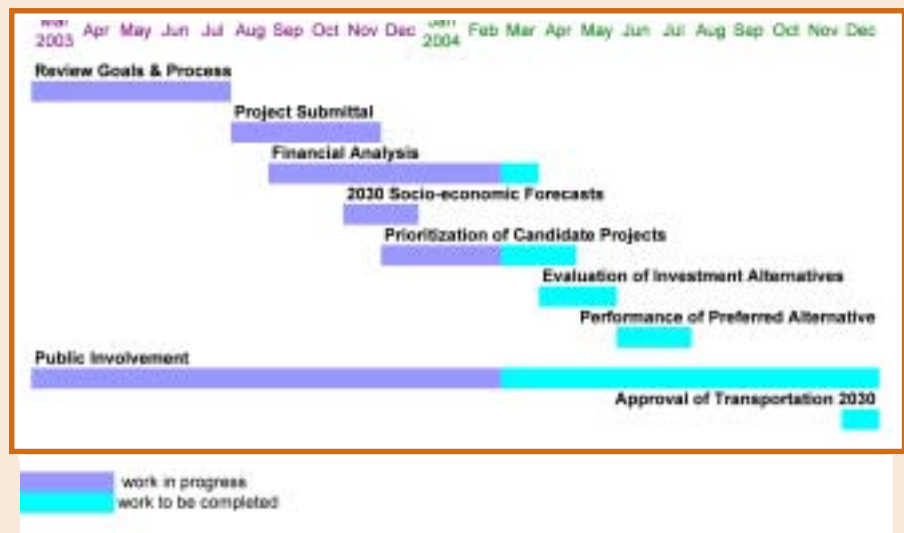 Mar Apr May Jun Jul Aug Sep Oct Nov Dec Jan Feb Mar Apr May Jun Jul Aug Sep Oct Nov Dec
2003 2004
Review Goals & Process
Project Submittal
Financial Analysis
2030 Socio-economic Forecasts
Prioritization of Candidate Projects
Evaluation of Investment Alternatives
Performance of Preferred Alternative
Public Involvement
Approval of Transportation 2030
work in progress
work to be completed